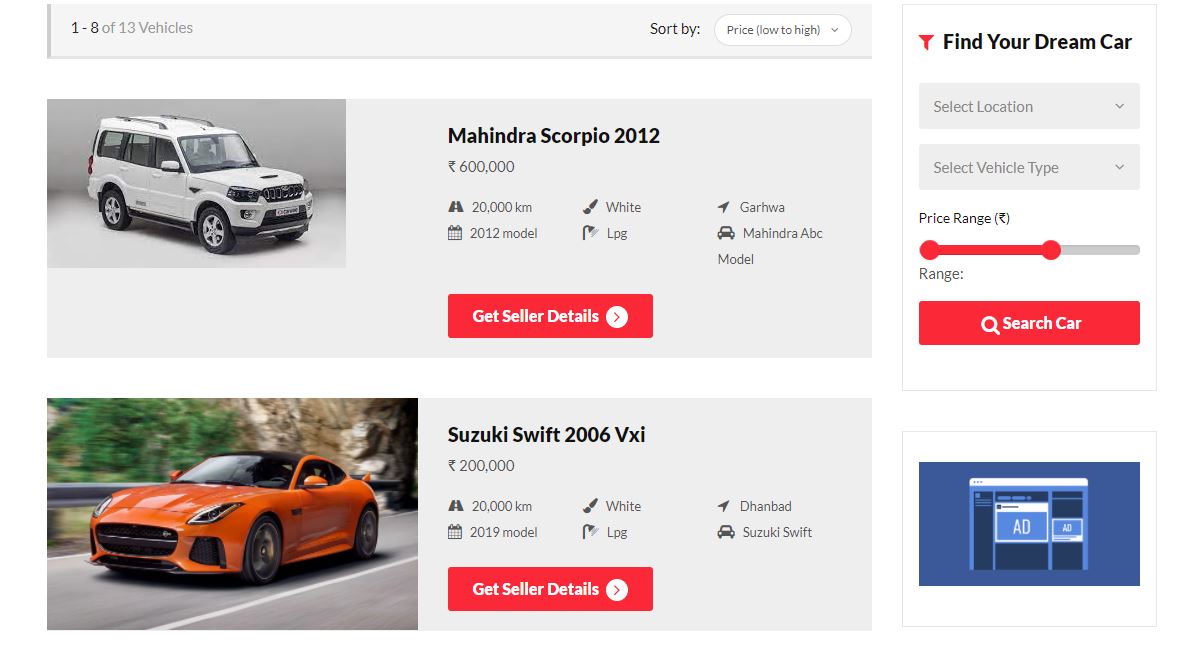 1 - 8 of 13 Vehicles
Sort by:
Price (low to high)
Mahindra Scorpio 2012
₹ 600,000
20,000 km
White
Garhwa
2012 model
Lpg
Mahindra Abc
Model
Get Seller Details
Suzuki Swift 2006 Vxi
₹ 200,000
20,000 km
White
Dhanbad
2019 model
Lpg
Suzuki Swift
Get Seller Details
Find Your Dream Car
Select Location
Select Vehicle Type
Price Range (₹)
Range:
Search Car
AD
AD